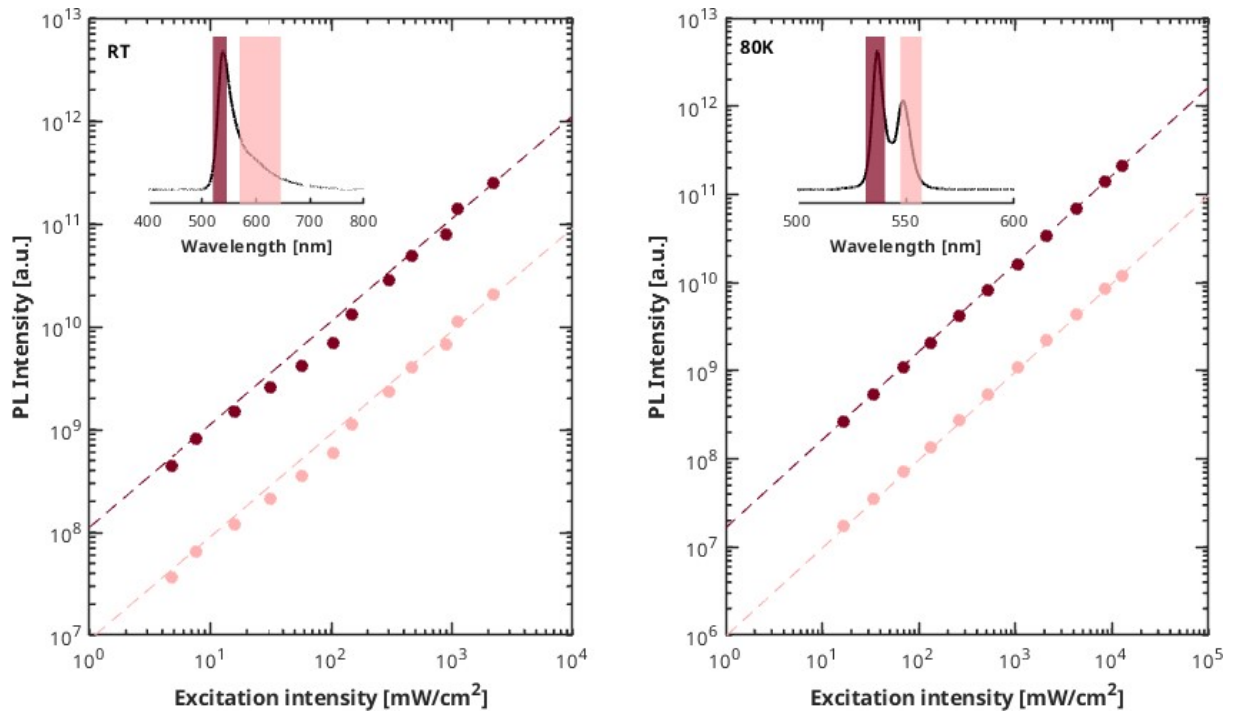 10^13
10^12
10^11
10^10
10^9
10^8
10^7
PL Intensity [a.u.]
RT
400 500 600 700 800
Wavelength [nm]
10^0 10^1 10^2 10^3 10^4
Excitation intensity [mW/cm^2]
10^13
10^12
10^11
10^10
10^9
10^8
10^7
10^6
PL Intensity [a.u.]
80K
500 550 600
Wavelength [nm]
10^0 10^1 10^2 10^3 10^4 10^5
Excitation intensity [mW/cm^2]